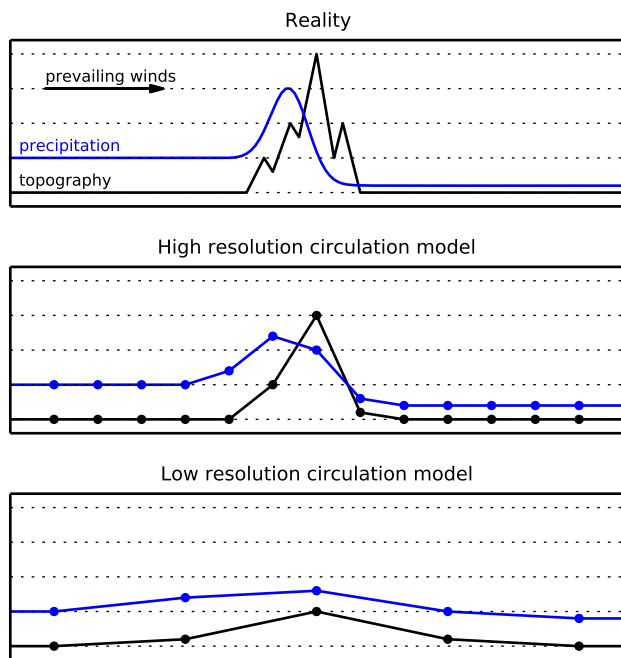 Reality
prevailing winds
precipitation
topography
High resolution circulation model
Low resolution circulation model